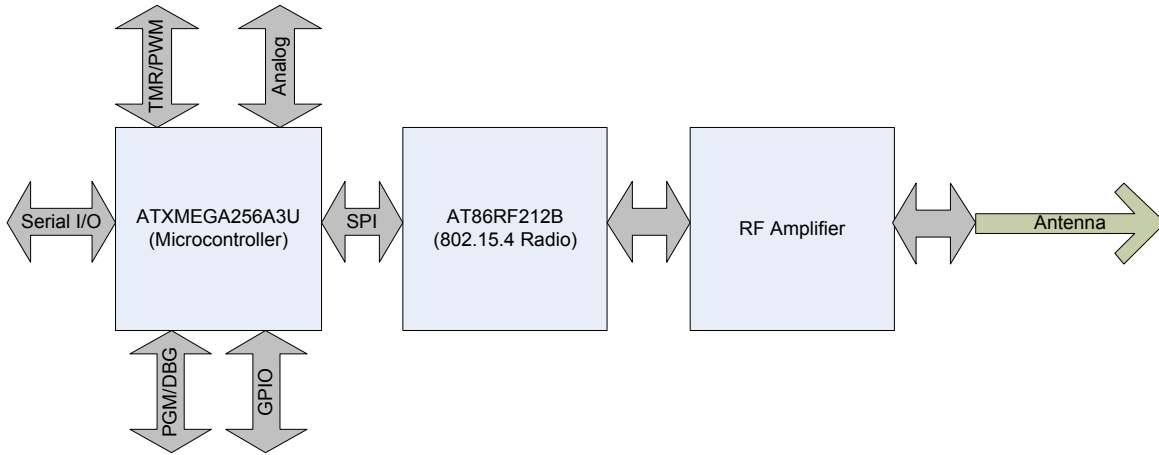 TMR/PWM
Analog
Serial I/O
ATXMEGA256A3U
(Microcontroller)
SPI
AT86RF212B
(802.15.4 Radio)
RF Amplifier
Antenna
PGM/DBG
GPIO